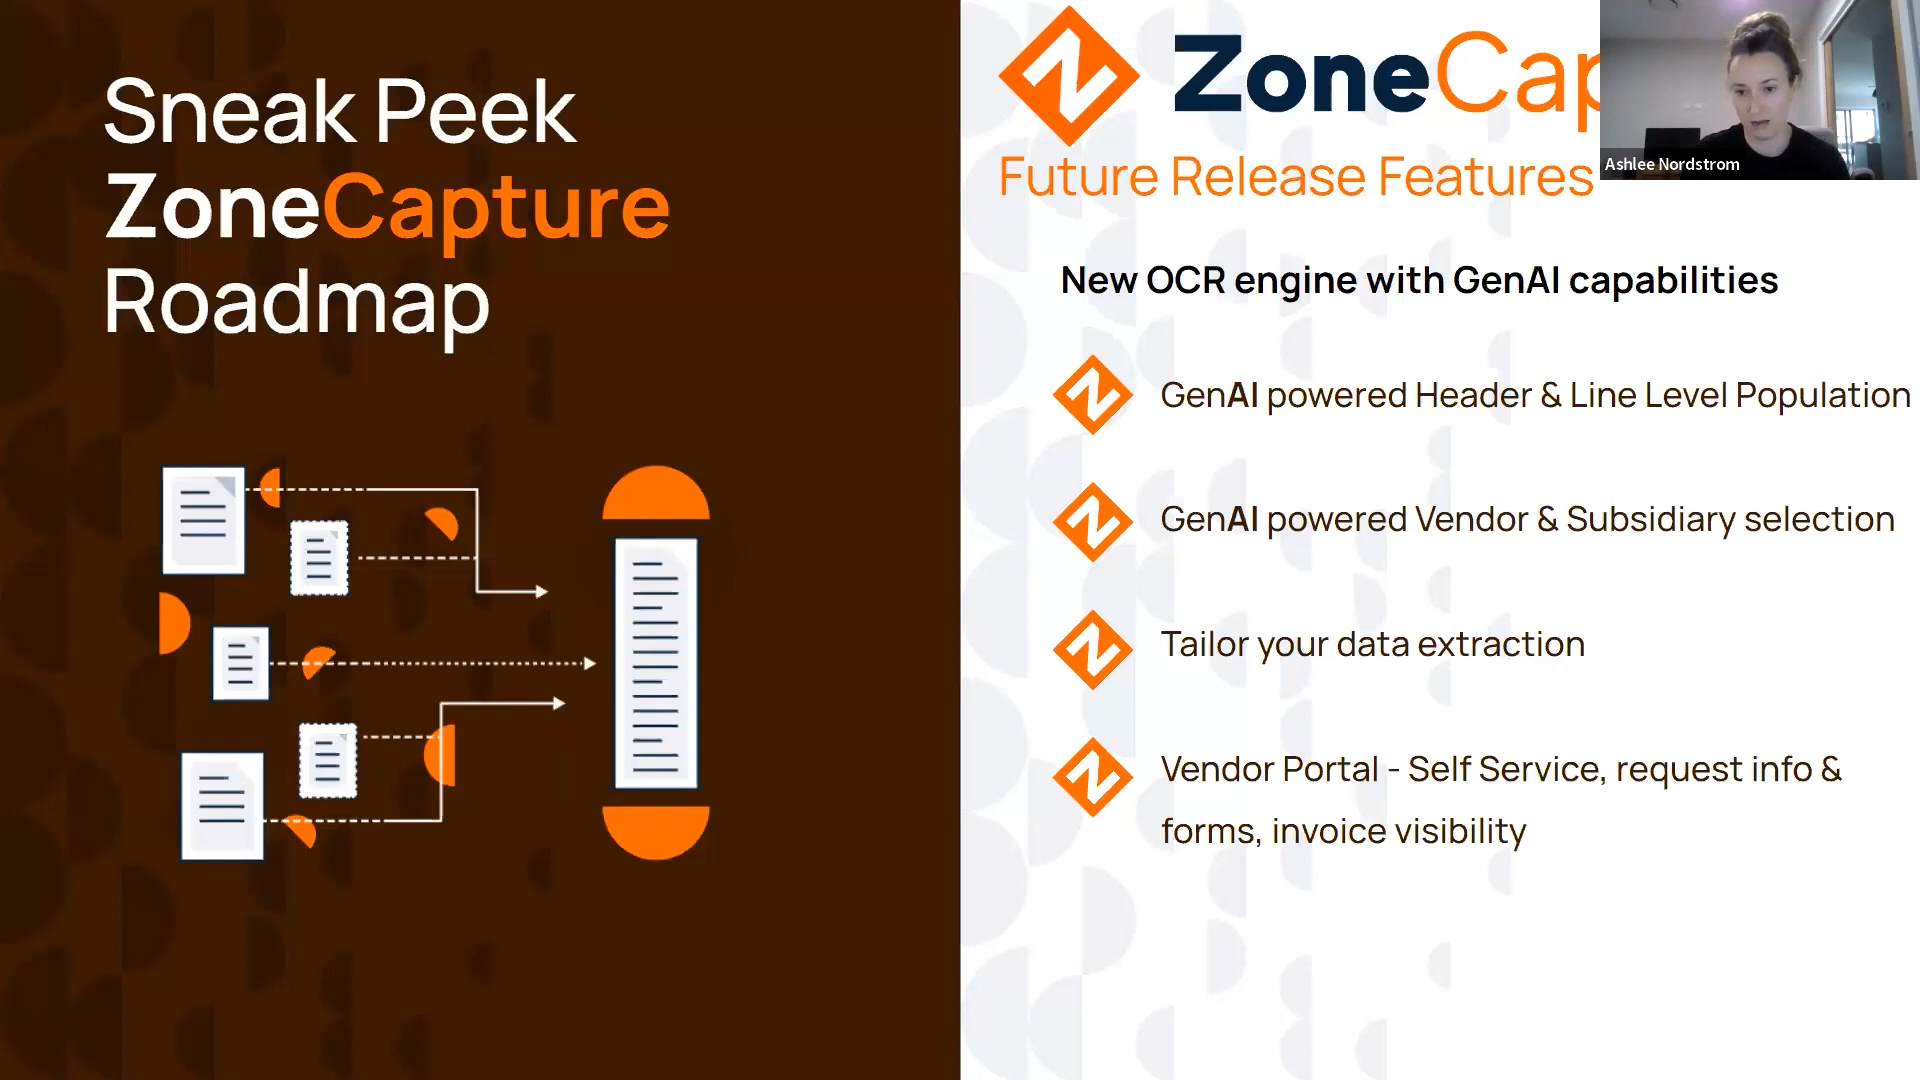 Sneak Peek
ZoneCapture
Roadmap
ZoneCap
Future Release Features
Ashlee Nordstrom
New OCR engine with GenAI capabilities
GenAI powered Header & Line Level Population
GenAI powered Vendor & Subsidiary selection
Tailor your data extraction
Vendor Portal - Self Service, request info &
forms, invoice visibility